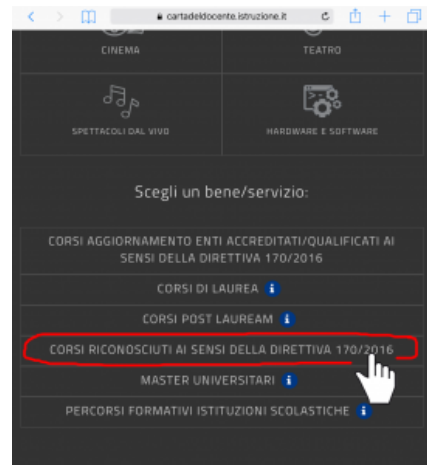 cartadeldocente.istruzione.it
CINEMA
TEATRO
SPETTACOLI DAL VIVO
HARDWARE E SOFTWARE
Scegli un bene/servizio:
CORSI AGGIORNAMENTO ENTI ACCREDITATI/QUALIFICATI AI
SENSI DELLA DIRETTIVA 170/2016
CORSI DI LAUREA i
CORSI POST LAUREAM i
CORSI RICONOSCIUTI AI SENSI DELLA DIRETTIVA 170/2016
MASTER UNIVERSITARI i
PERCORSI FORMATIVI ISTITUZIONI SCOLASTICHE i